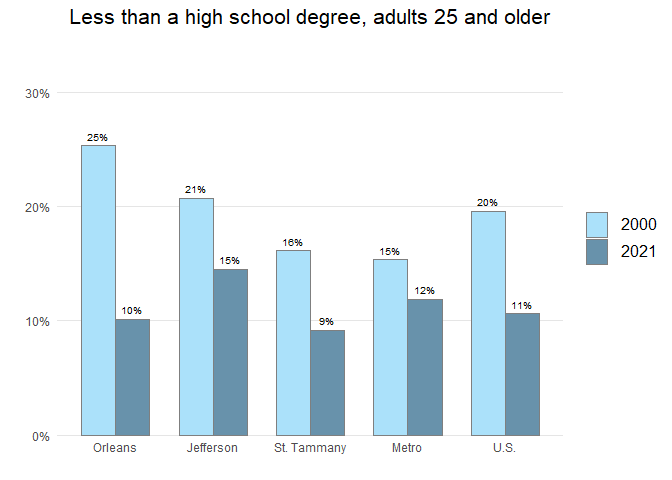 Less than a high school degree, adults 25 and older
30%
20%
10%
0%
25%
10%
21%
15%
16%
9%
15%
12%
20%
11%
Orleans
Jefferson
St. Tammany
Metro
U.S.
2000
2021